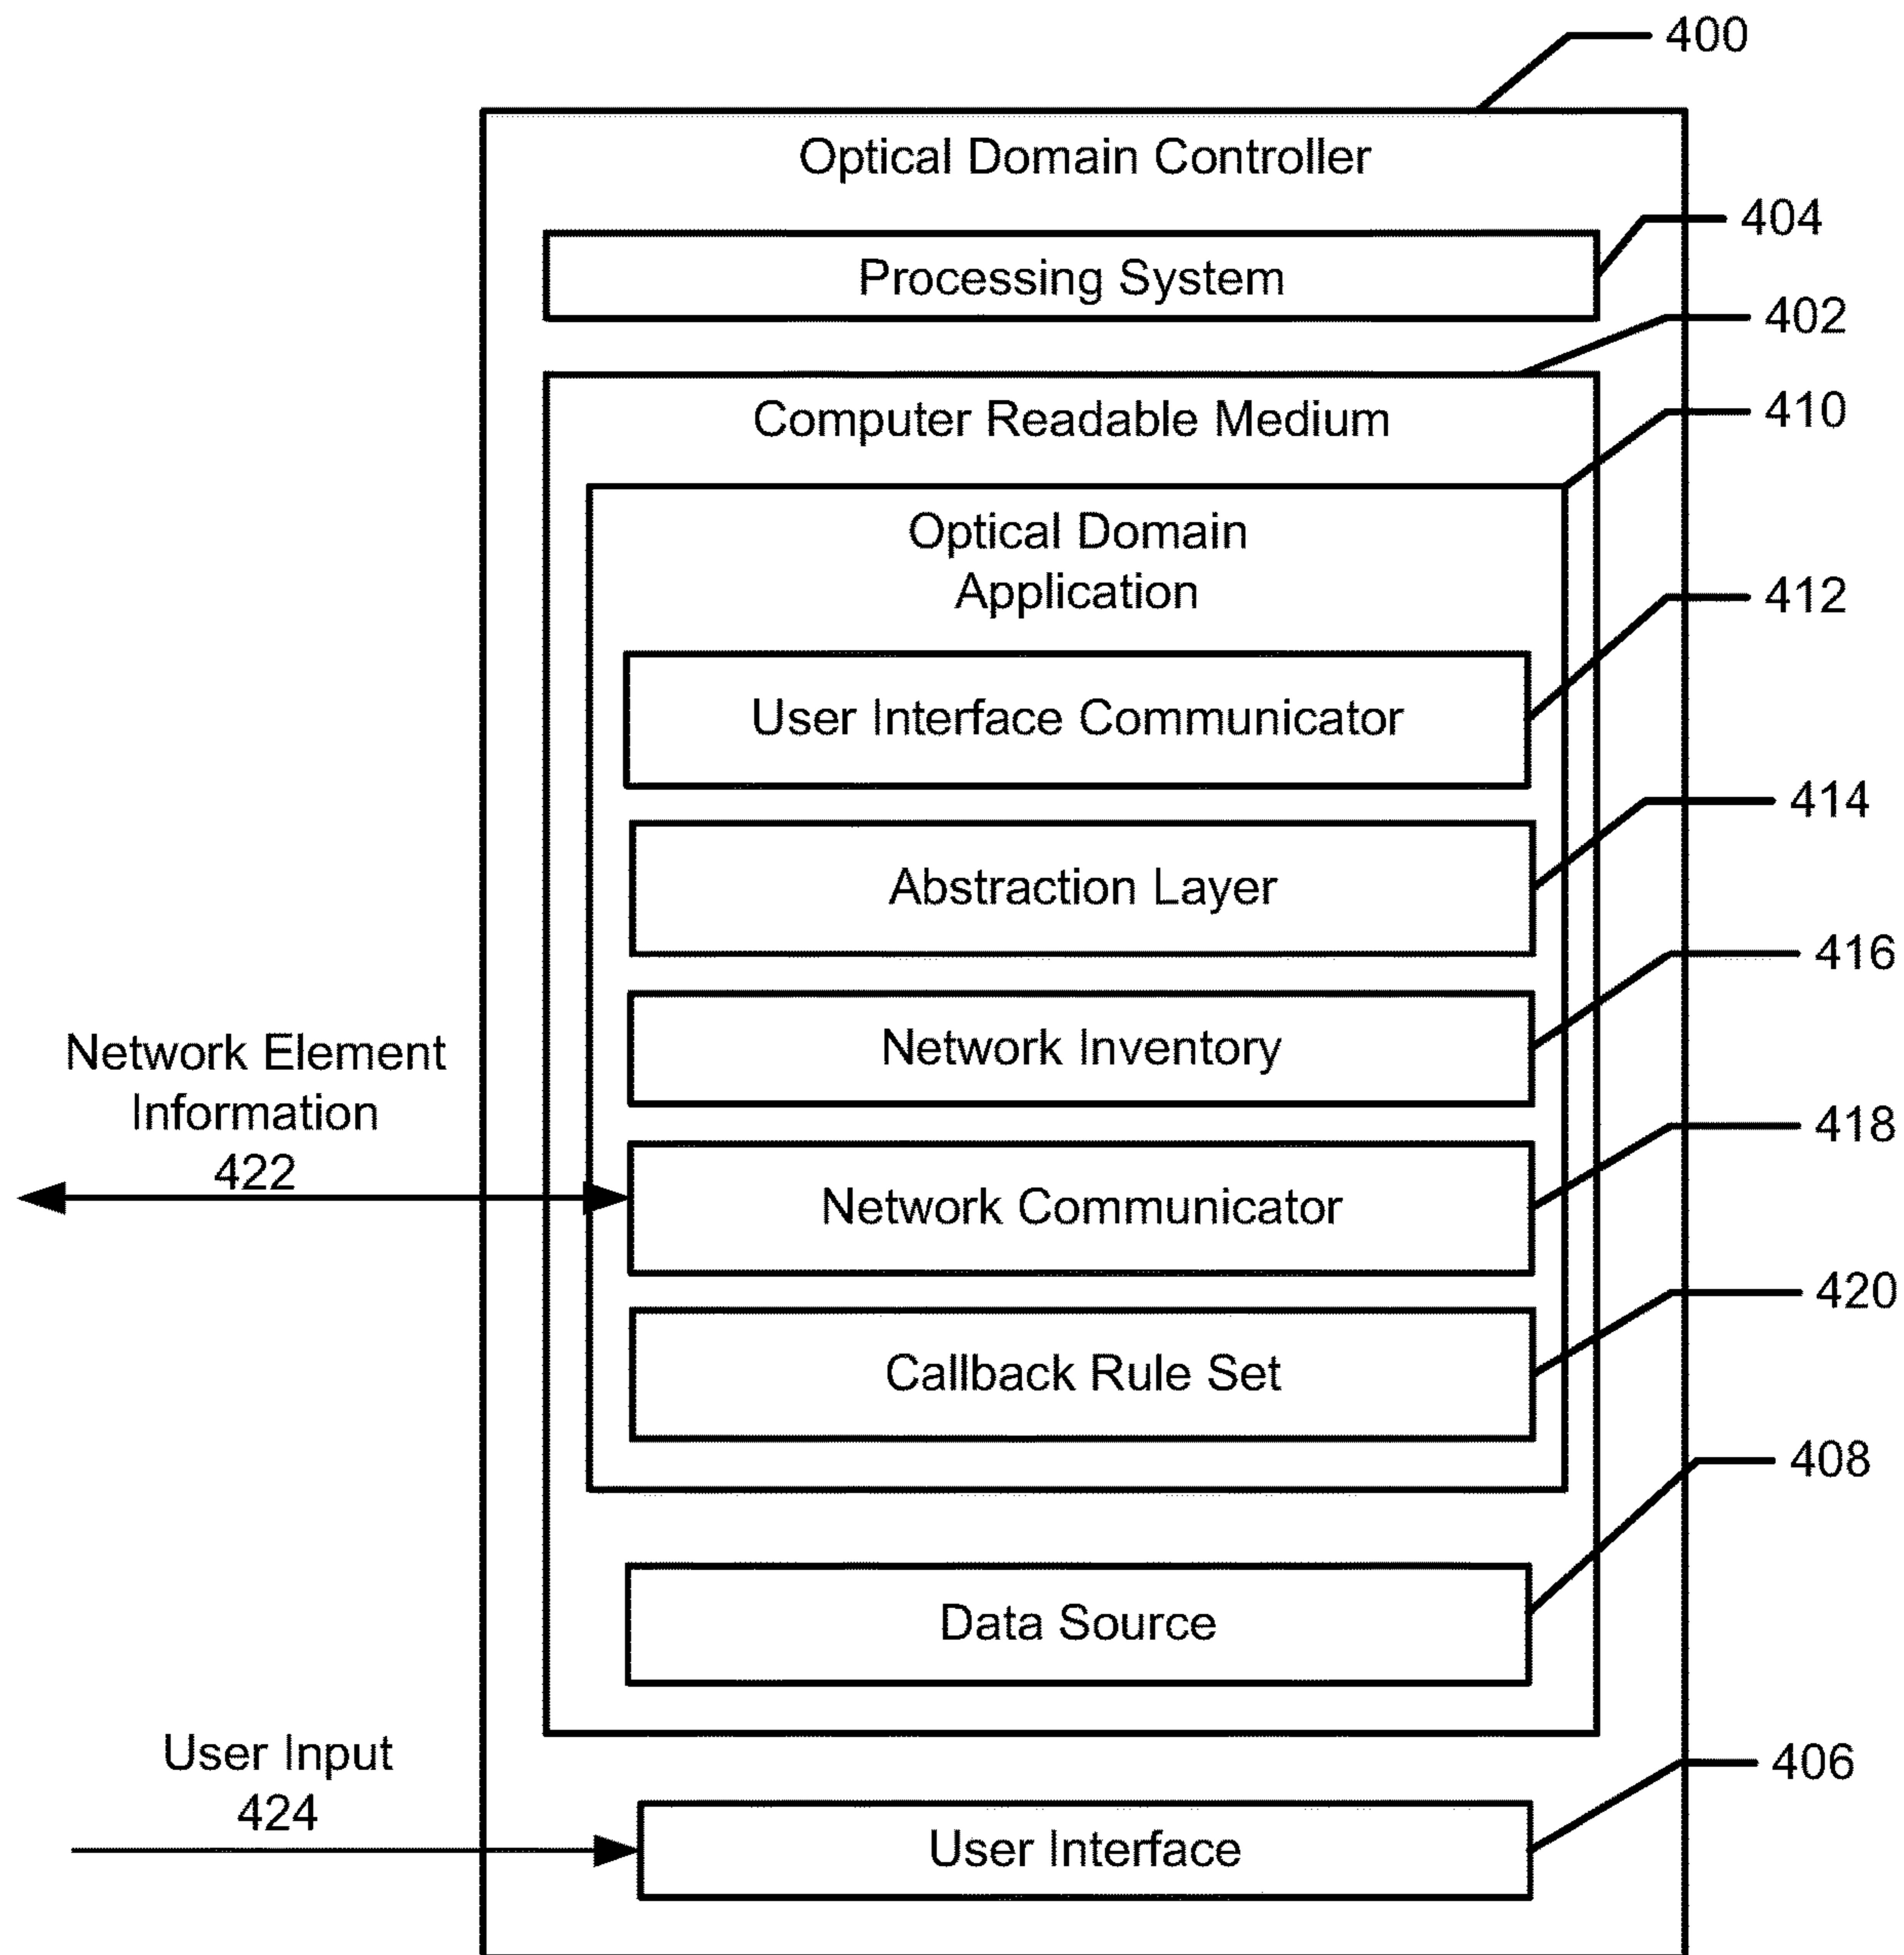 400
Optical Domain Controller
404
Processing System
402
Computer Readable Medium
410
Optical Domain
Application
412
User Interface Communicator
414
Abstraction Layer
416
Network Inventory
Network Element
Information
422
418
Network Communicator
420
Callback Rule Set
408
Data Source
User Input
424
406
User Interface